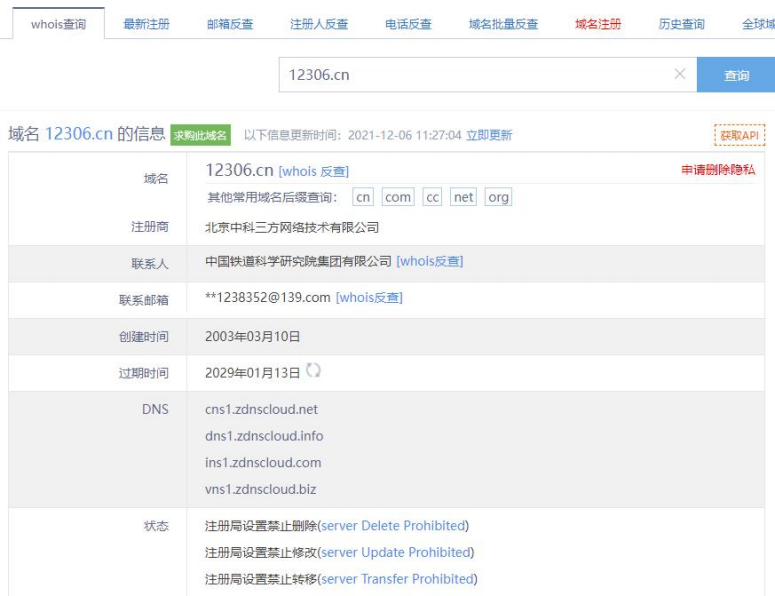 whois查询 最新注册 邮箱反查 注册人反查 电话反查 域名批量反查 域名注册 历史查询 全球域
12306.cn × 查询
域名 12306.cn 的信息 求购此域名 以下信息更新时间：2021-12-06 11:27:04 立即更新 获取API
域名 12306.cn [whois 反查] 申请删除隐私
其他常用域名后缀查询： cn com cc net org
注册商 北京中科三方网络技术有限公司
联系人 中国铁道科学研究院集团有限公司 [whois反查]
联系邮箱 **1238352@139.com [whois反查]
创建时间 2003年03月10日
过期时间 2029年01月13日
DNS cns1.zdnscloud.net
dns1.zdnscloud.info
ins1.zdnscloud.com
vns1.zdnscloud.biz
状态 注册局设置禁止删除(server Delete Prohibited)
注册局设置禁止修改(server Update Prohibited)
注册局设置禁止转移(server Transfer Prohibited)